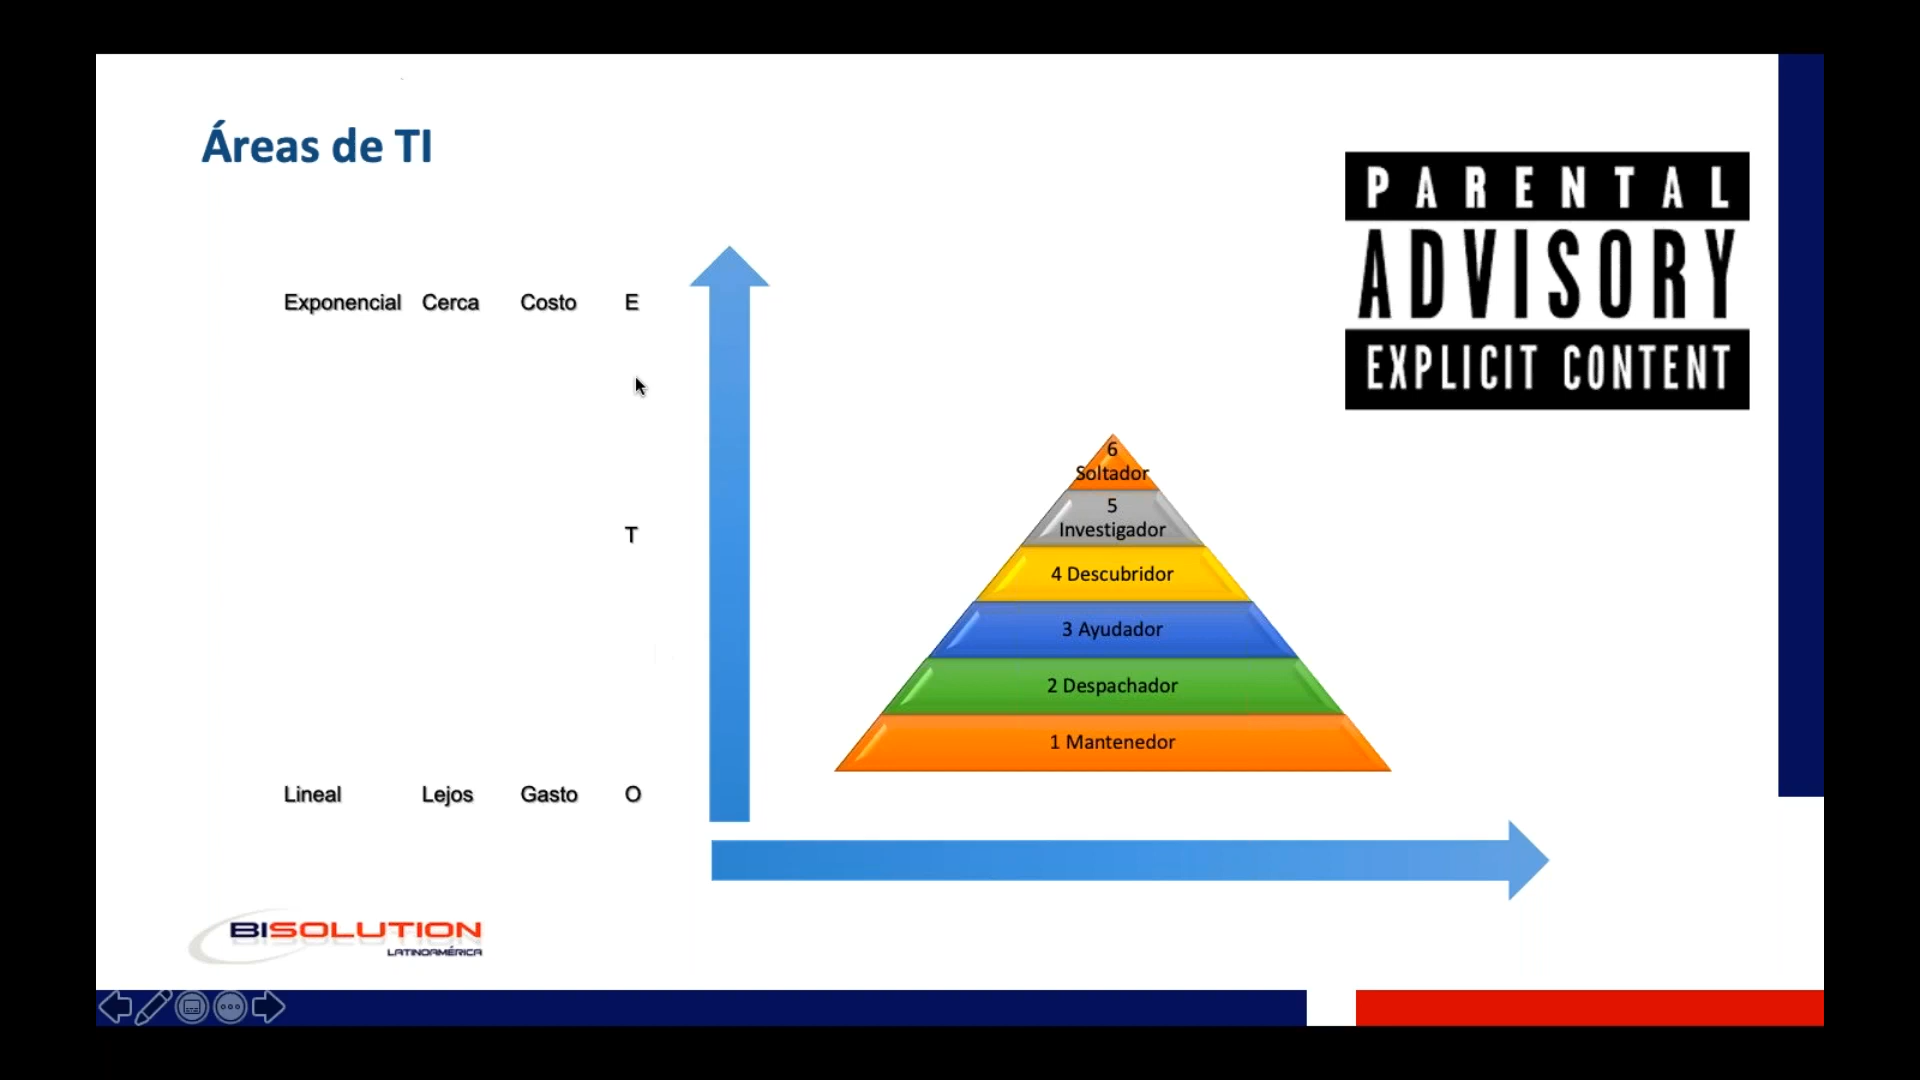 Áreas de TI
PARENTAL
ADVISORY
EXPLICIT CONTENT
Exponencial Cerca Costo E
T
Lineal Lejos Gasto O
6
Soltador
5
Investigador
4 Descubridor
3 Ayudador
2 Despachador
1 Mantenedor
BISOLUTION
LATINOAMÉRICA